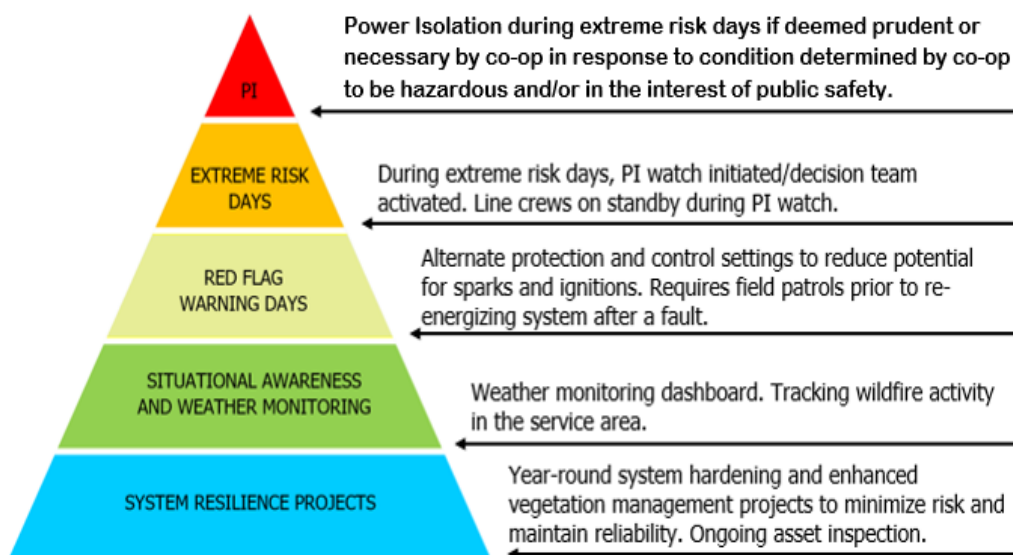 Power Isolation during extreme risk days if deemed prudent or
necessary by co-op in response to condition determined by co-op
to be hazardous and/or in the interest of public safety.
PI
EXTREME RISK
DAYS
During extreme risk days, PI watch initiated/decision team
activated. Line crews on standby during PI watch.
RED FLAG
WARNING DAYS
Alternate protection and control settings to reduce potential
for sparks and ignitions. Requires field patrols prior to re-
energizing system after a fault.
SITUATIONAL AWARENESS
AND WEATHER MONITORING
Weather monitoring dashboard. Tracking wildfire activity
in the service area.
SYSTEM RESILIENCE PROJECTS
Year-round system hardening and enhanced
vegetation management projects to minimize risk and
maintain reliability. Ongoing asset inspection.